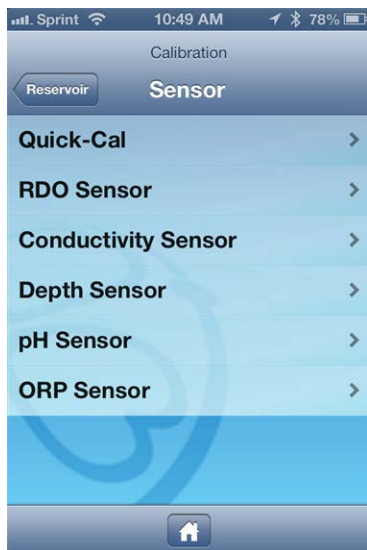 Sprint 10:49 AM 78%
Calibration
Reservoir Sensor
Quick-Cal
RDO Sensor
Conductivity Sensor
Depth Sensor
pH Sensor
ORP Sensor